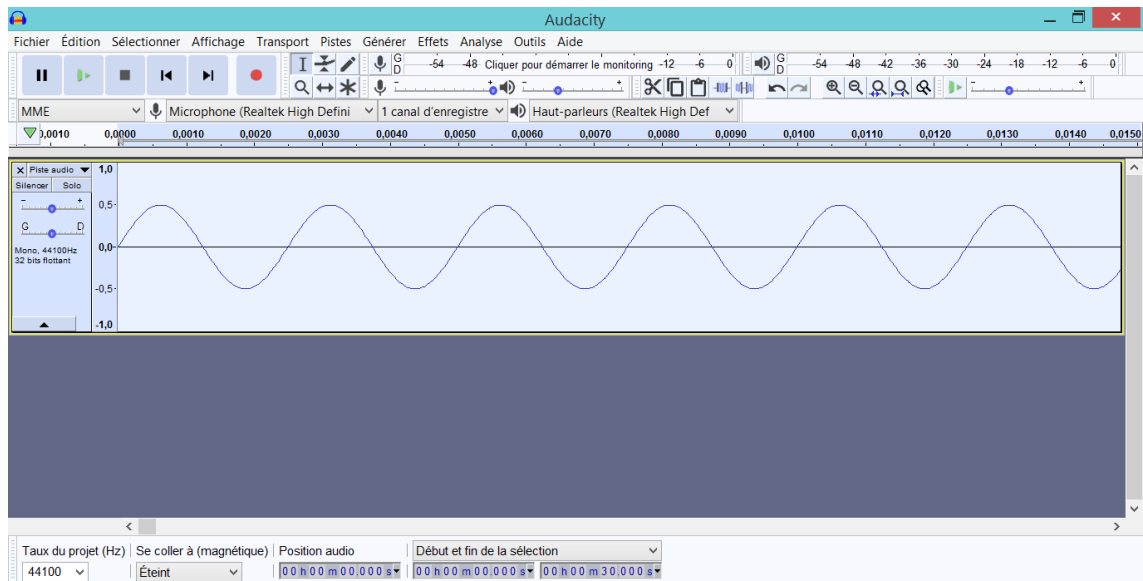 Audacity
Fichier Édition Sélectionner Affichage Transport Pistes Générer Effets Analyse Outils Aide
G D -54 -48 Cliquer pour démarrer le monitoring -12 -6 0 G D -54 -48 -42 -36 -30 -24 -18 -12 -6 0
- + - +  - +
MME Microphone (Realtek High Defini 1 canal d'enregistre Haut-parleurs (Realtek High Def
0,0010 0,0000 0,0010 0,0020 0,0030 0,0040 0,0050 0,0060 0,0070 0,0080 0,0090 0,0100 0,0110 0,0120 0,0130 0,0140 0,0150
X Piste audio 1,0
Silencer Solo
- + 0,5
G D
Mono, 44100Hz 0,0
32 bits flottant
-0,5
-1,0
Taux du projet (Hz) Se coller à (magnétique) Position audio Début et fin de la sélection
44100 Éteint 00 h 00 m 00,000 s 00 h 00 m 00,000 s 00 h 00 m 30,000 s